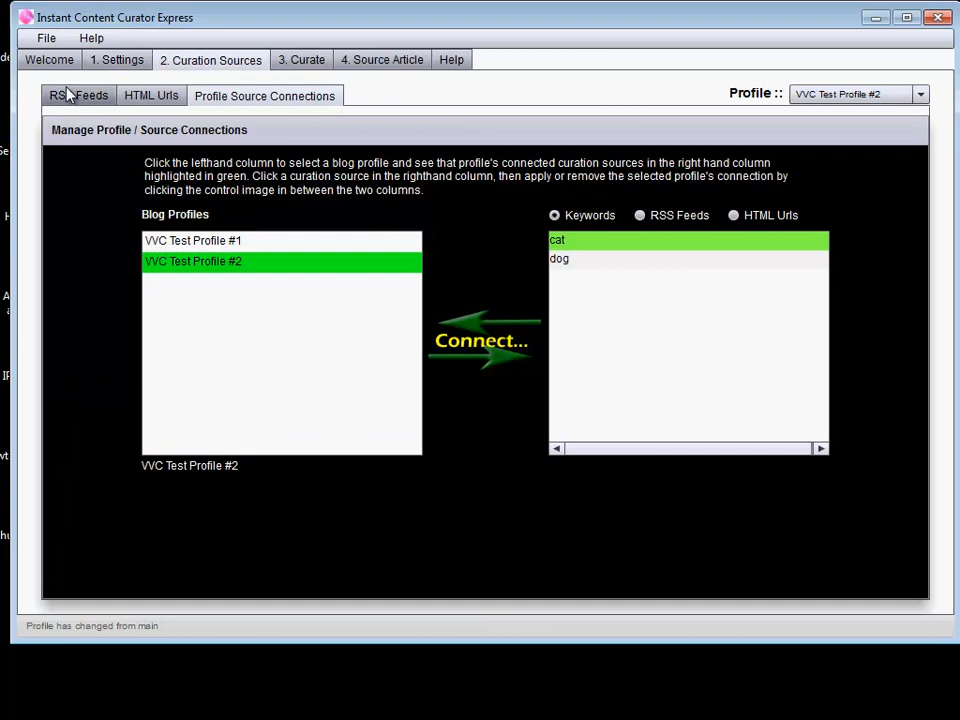 Instant Content Curator Express
File Help
Welcome 1. Settings 2. Curation Sources 3. Curate 4. Source Article Help
RSS Feeds HTML Urls Profile Source Connections Profile :: VVC Test Profile #2
Manage Profile / Source Connections
Click the lefthand column to select a blog profile and see that profile's connected curation sources in the right hand column
highlighted in green. Click a curation source in the righthand column, then apply or remove the selected profile's connection by
clicking the control image in between the two columns.
Blog Profiles
Keywords RSS Feeds HTML Urls
VVC Test Profile #1
VVC Test Profile #2
cat
dog
Connect...
VVC Test Profile #2
Profile has changed from main